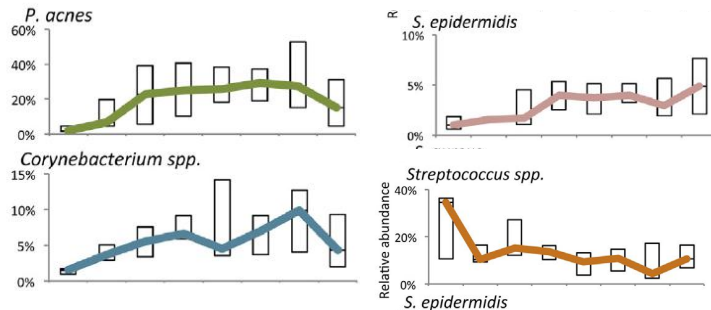 P. acnes
60%
40%
20%
0%
S. epidermidis
10%
5%
0%
Corynebacterium spp.
15%
10%
5%
0%
Streptococcus spp.
Relative abundance
40%
20%
0%
S. epidermidis